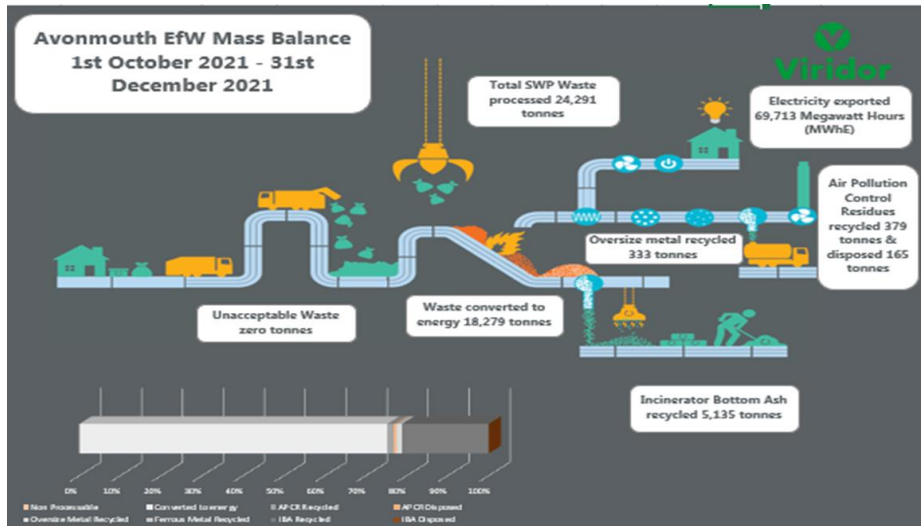 Avonmouth EfW Mass Balance
1st October 2021 - 31st
December 2021
Total SWP Waste
processed 24,291
tonnes
Viridor
Electricity exported
69,713 Megawatt Hours
(MWhE)
Air Pollution
Control
Residues
recycled 379
tonnes &
disposed 165
tonnes
Oversize metal recycled
333 tonnes
Unacceptable Waste
zero tonnes
Waste converted to
energy 18,279 tonnes
Incinerator Bottom Ash
recycled 5,135 tonnes
0% 10% 20% 30% 40% 50% 60% 70% 80% 90% 100%
Non Processable Converted to energy APCR Recycled APCR Disposed
Oversize Metal Recycled Ferrous Metal Recycled IBA Recycled IBA Disposed